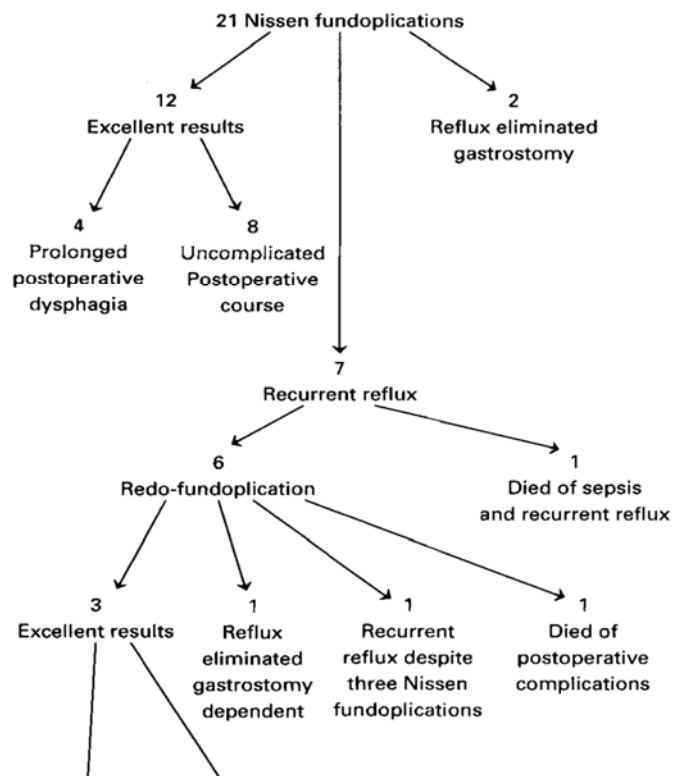 21 Nissen fundoplications
12
Excellent results
2
Reflux eliminated
gastrostomy
4
Prolonged
postoperative
dysphagia
8
Uncomplicated
Postoperative
course
7
Recurrent reflux
6
Redo-fundoplication
1
Died of sepsis
and recurrent reflux
3
Excellent results
1
Reflux
eliminated
gastrostomy
dependent
1
Recurrent
reflux despite
three Nissen
fundoplications
1
Died of
postoperative
complications